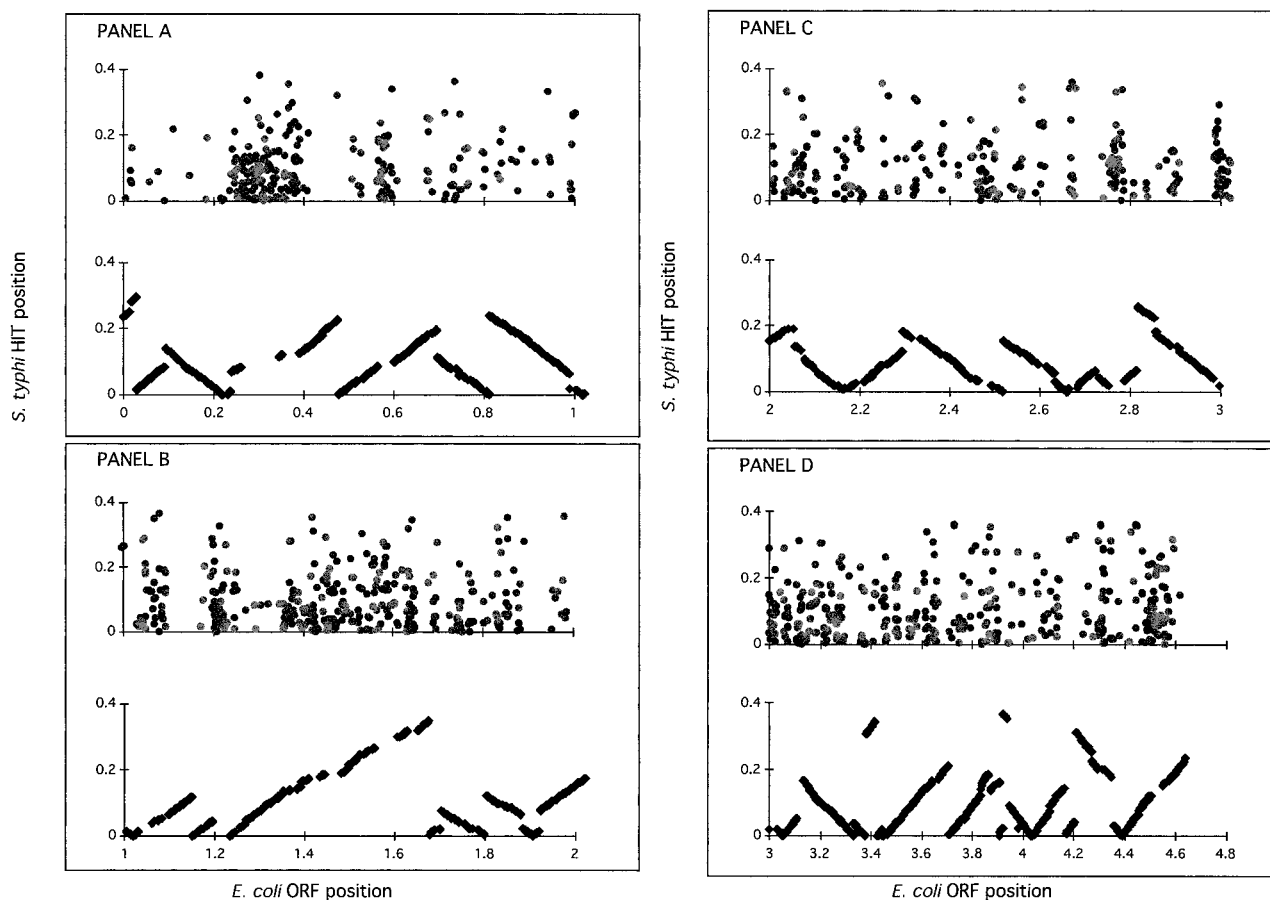 PANEL A
0.4
0.2
0
0.4
0.2
0
0 0.2 0.4 0.6 0.8 1
PANEL B
0.4
0.2
0
0.4
0.2
0
1 1.2 1.4 1.6 1.8 2
S. typhi HIT position
E. coli ORF position
PANEL C
0.4
0.2
0
0.4
0.2
0
2 2.2 2.4 2.6 2.8 3
PANEL D
0.4
0.2
0
0.4
0.2
0
3 3.2 3.4 3.6 3.8 4 4.2 4.4 4.6 4.8
S. typhi HIT position
E. coli ORF position